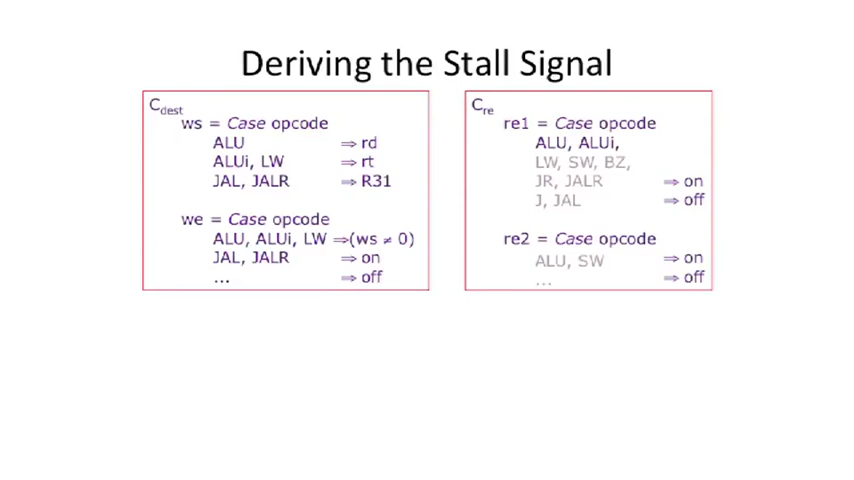 Deriving the Stall Signal
Cdest
ws = Case opcode
ALU ⇒ rd
ALUi, LW ⇒ rt
JAL, JALR ⇒ R31
we = Case opcode
ALU, ALUi, LW ⇒(ws ≠ 0)
JAL, JALR ⇒ on
... ⇒ off
Cre
re1 = Case opcode
ALU, ALUi,
LW, SW, BZ,
JR, JALR ⇒ on
J, JAL ⇒ off
re2 = Case opcode
ALU, SW ⇒ on
... ⇒ off